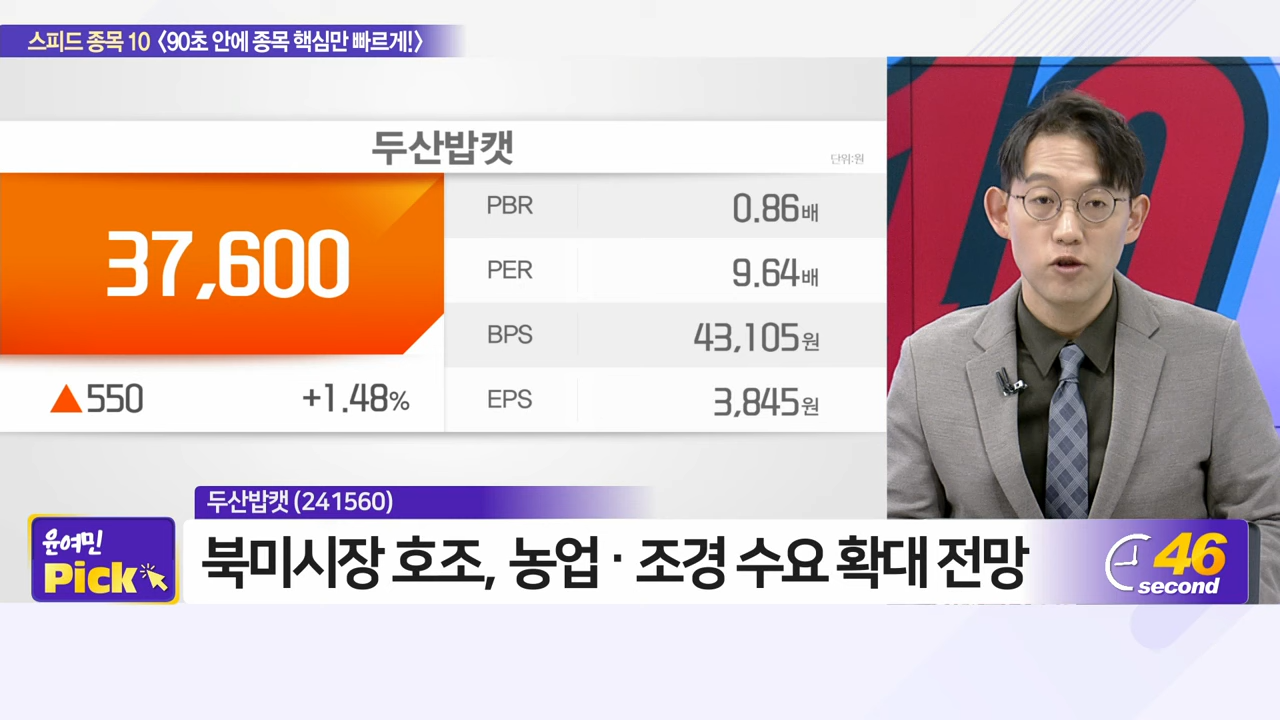 스피드 종목 10 〈90초 안에 종목 핵심만 빠르게!〉
두산밥캣
단위:원
37,600
▲550 +1.48%
PBR 0.86배
PER 9.64배
BPS 43,105원
EPS 3,845원
10
두산밥캣 (241560)
윤여민
Pick
북미시장 호조, 농업·조경 수요 확대 전망
46
second